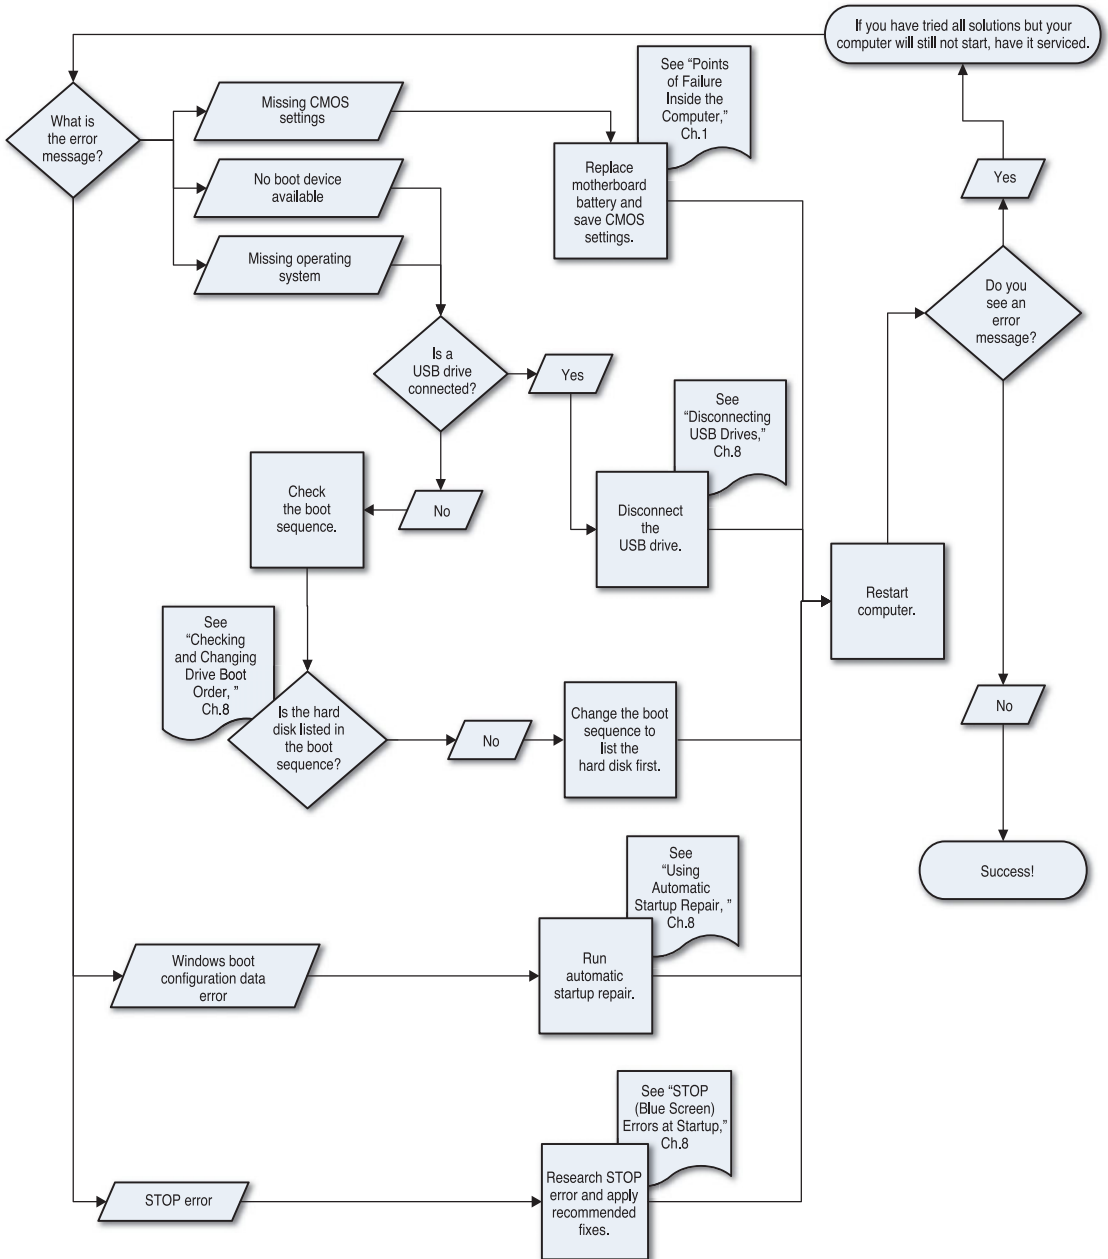 If you have tried all solutions but your
computer will still not start, have it serviced.
What is
the error
message?
Missing CMOS
settings
See “Points of
Failure
Inside the
Computer,”
Ch.1
Replace
motherboard
battery and
save CMOS
settings.
No boot device
available
Missing operating
system
Yes
Do you
see an
error
message?
Is a
USB drive
connected?
Yes
See
“Disconnecting
USB Drives,”
Ch.8
Disconnect
the
USB drive.
No
Check
the boot
sequence.
Restart
computer.
See
“Checking
and Changing
Drive Boot
Order, ”
Ch.8
Is the hard
disk listed in
the boot
sequence?
No
Change the boot
sequence to
list the
hard disk first.
No
Success!
See
“Using
Automatic
Startup Repair, ”
Ch.8
Windows boot
configuration data
error
Run
automatic
startup repair.
See “STOP
(Blue Screen)
Errors at Startup,”
Ch.8
STOP error
Research STOP
error and apply
recommended
fixes.